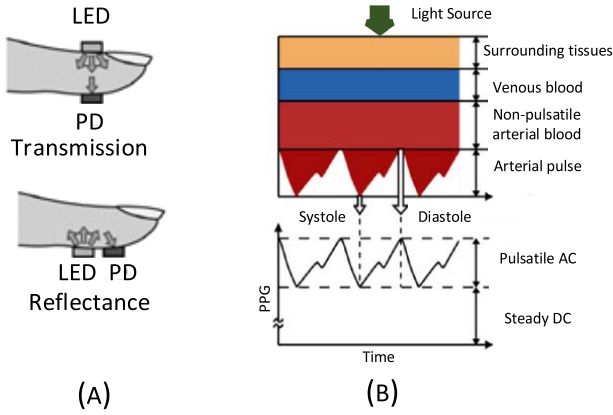 LED
PD
Transmission
LED PD
Reflectance
(A)
Light Source
Surrounding tissues
Venous blood
Non-pulsatile
arterial blood
Arterial pulse
Systole
Diastole
Pulsatile AC
PPG
Steady DC
Time
(B)